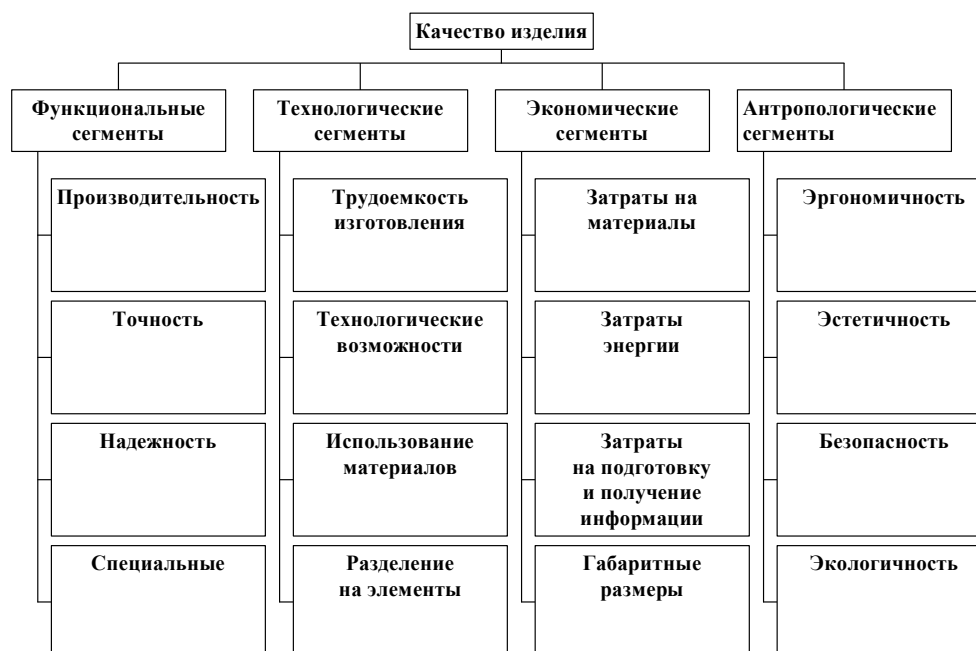 Качество изделия
Функциональные
сегменты
Технологические
сегменты
Экономические
сегменты
Антропологические
сегменты
Производительность
Трудоемкость
изготовления
Затраты на
материалы
Эргономичность
Точность
Технологические
возможности
Затраты
энергии
Эстетичность
Надежность
Использование
материалов
Затраты
на подготовку
и получение
информации
Безопасность
Специальные
Разделение
на элементы
Габаритные
размеры
Экологичность